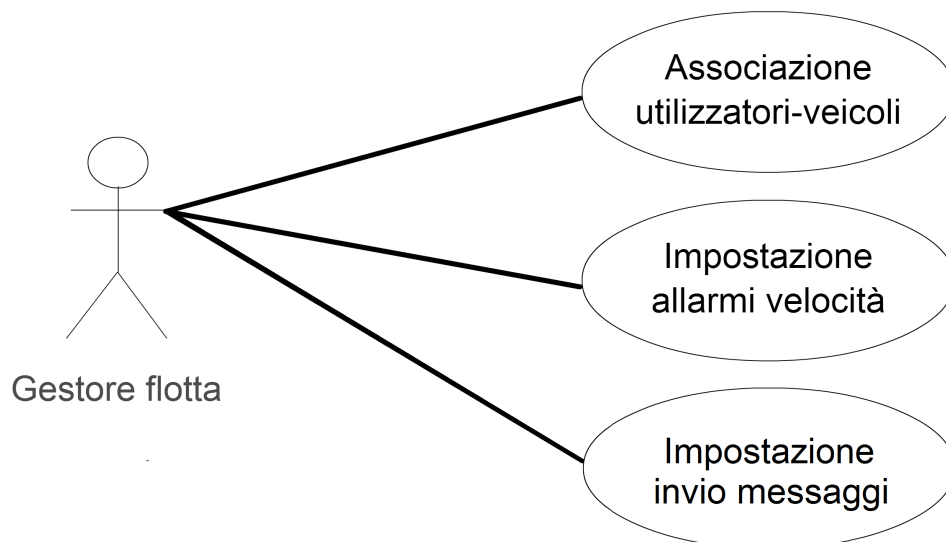 Associazione
utilizzatori-veicoli
Impostazione
allarmi velocità
Gestore flotta
Impostazione
invio messaggi